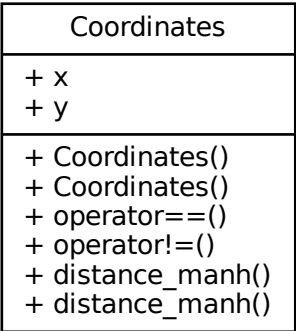 Coordinates
+ x
+ y
+ Coordinates()
+ Coordinates()
+ operator==()
+ operator!=()
+ distance_manh()
+ distance_manh()